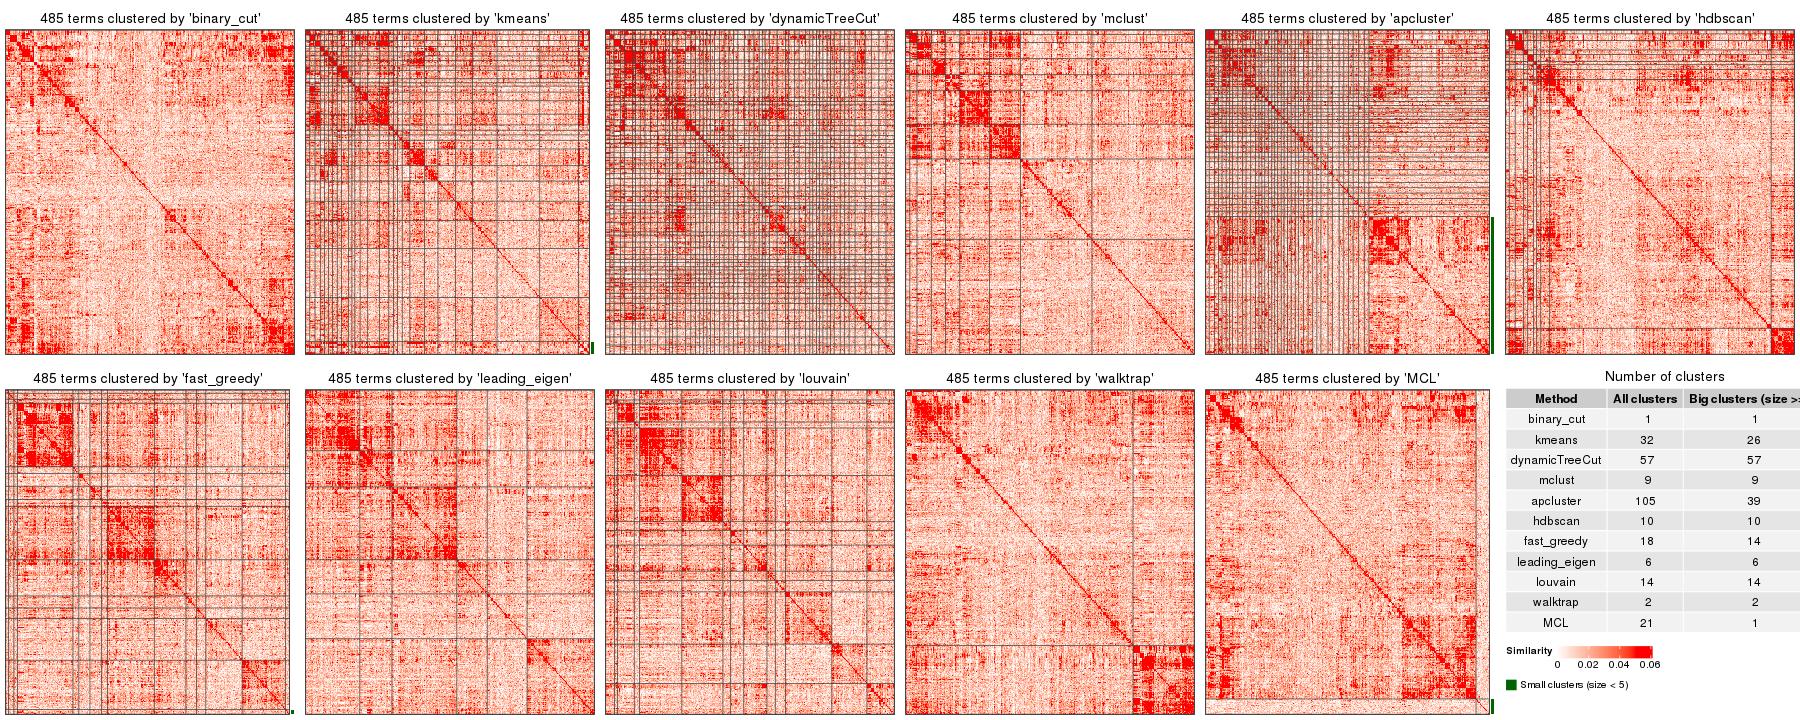 485 terms clustered by 'binary_cut'
485 terms clustered by 'kmeans'
485 terms clustered by 'dynamicTreeCut'
485 terms clustered by 'mclust'
485 terms clustered by 'apcluster'
485 terms clustered by 'hdbscan'
485 terms clustered by 'fast_greedy'
485 terms clustered by 'leading_eigen'
485 terms clustered by 'louvain'
485 terms clustered by 'walktrap'
485 terms clustered by 'MCL'
Number of clusters
Method All clusters Big clusters (size >=
binary_cut 1 1
kmeans 32 26
dynamicTreeCut 57 57
mclust 9 9
apcluster 105 39
hdbscan 10 10
fast_greedy 18 14
leading_eigen 6 6
louvain 14 14
walktrap 2 2
MCL 21 1
Similarity
0 0.02 0.04 0.06
Small clusters (size < 5)